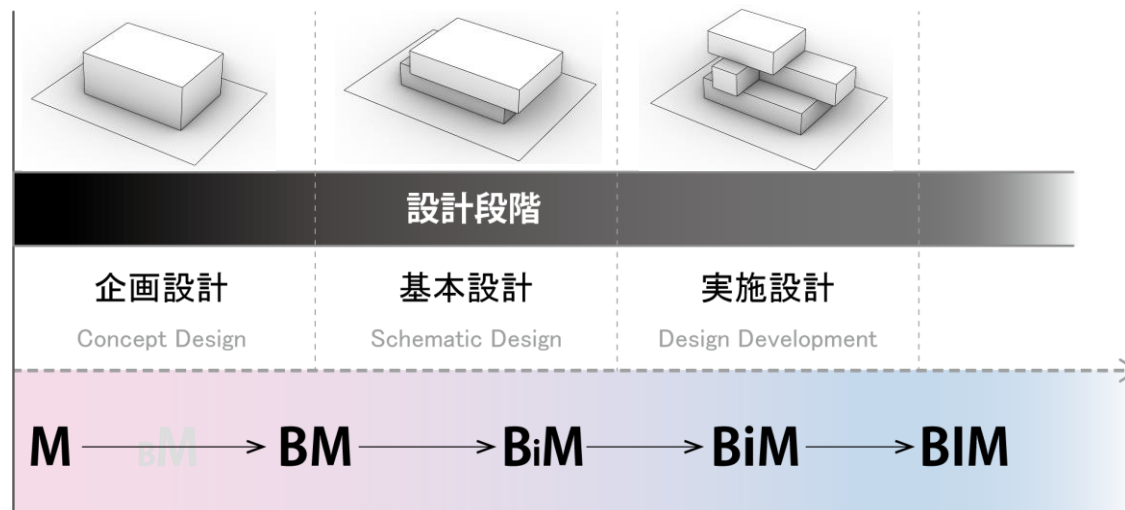 設計段階
企画設計
基本設計
実施設計
Concept Design
Schematic Design
Design Development
M BM BM BiM BiM BIM